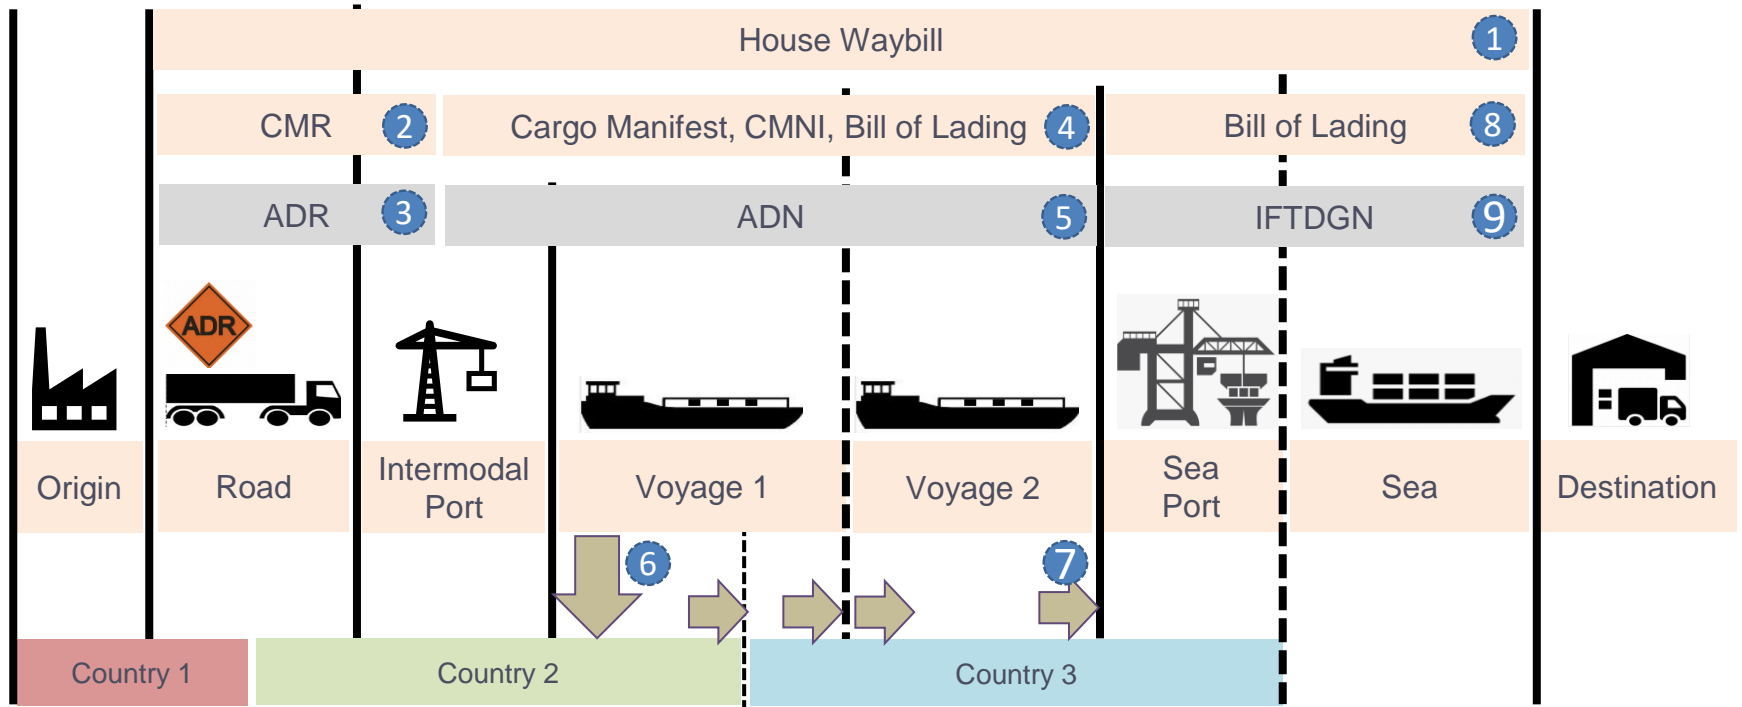 House Waybill 1
CMR 2
Cargo Manifest, CMNI, Bill of Lading 4
Bill of Lading 8
ADR 3
ADN 5
IFTDGN 9
ADR
Origin
Road
Intermodal
Port
Voyage 1
Voyage 2
Sea
Port
Sea
Destination
6
7
Country 1
Country 2
Country 3